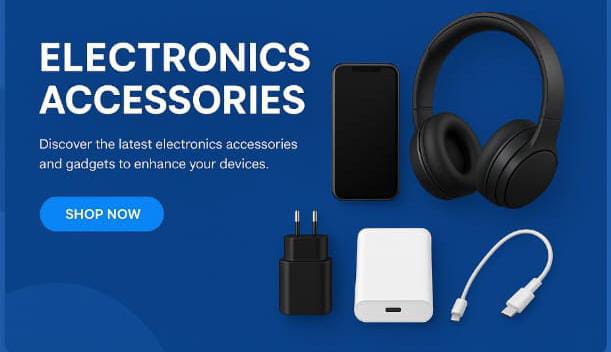 ELECTRONICS
ACCESSORIES
Discover the latest electronics accessories
and gadgets to enhance your devices.
SHOP NOW